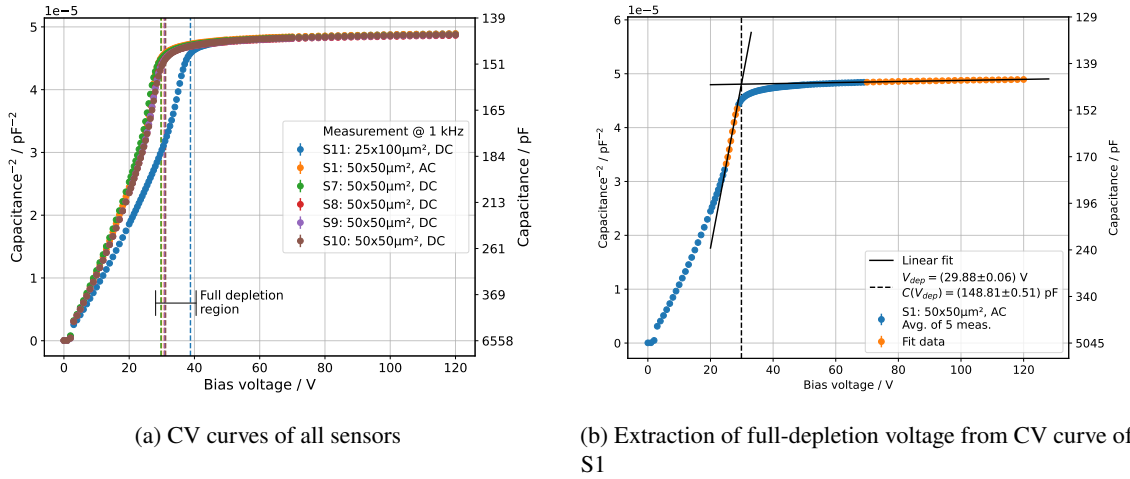 1e−5
5
4
3
2
1
0
Capacitance⁻² / pF⁻²
139
151
165
184
213
261
369
6558
Capacitance / pF
Measurement @ 1 kHz
S11: 25x100μm², DC
S1: 50x50μm², AC
S7: 50x50μm², DC
S8: 50x50μm², DC
S9: 50x50μm², DC
S10: 50x50μm², DC
Full depletion
region
0 20 40 60 80 100 120
Bias voltage / V
(a) CV curves of all sensors
1e−5
6
5
4
3
2
1
0
Capacitance⁻² / pF⁻²
129
139
152
170
196
240
340
5045
Capacitance / pF
Linear fit
V_dep = (29.88±0.06) V
C(V_dep) = (148.81±0.51) pF
S1: 50x50μm², AC
Avg. of 5 meas.
Fit data
0 20 40 60 80 100 120
Bias voltage / V
(b) Extraction of full-depletion voltage from CV curve of
S1